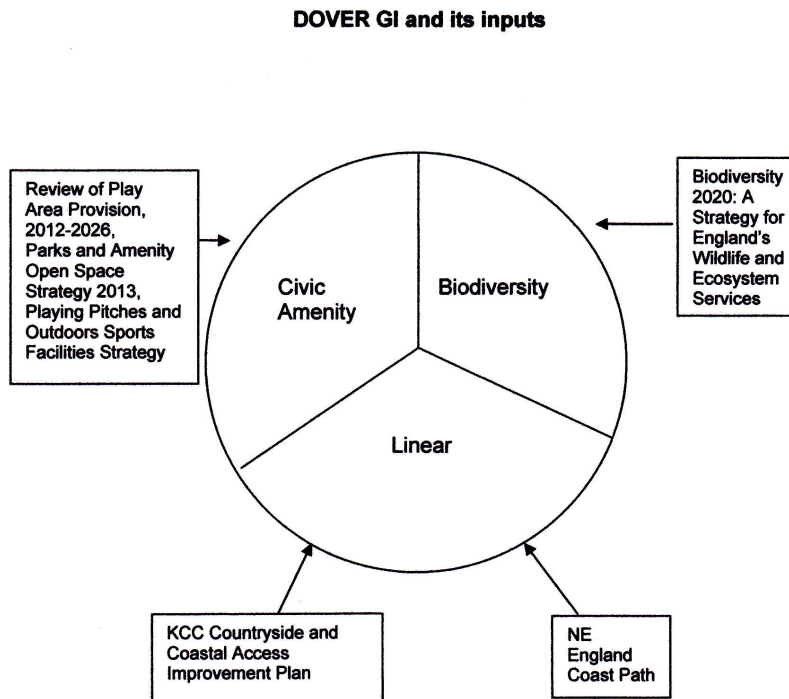 DOVER GI and its inputs
Review of Play
Area Provision,
2012-2026,
Parks and Amenity
Open Space
Strategy 2013,
Playing Pitches and
Outdoors Sports
Facilities Strategy
Civic
Amenity
Biodiversity
Biodiversity
2020: A
Strategy for
England's
Wildlife and
Ecosystem
Services
Linear
KCC Countryside and
Coastal Access
Improvement Plan
NE
England
Coast Path